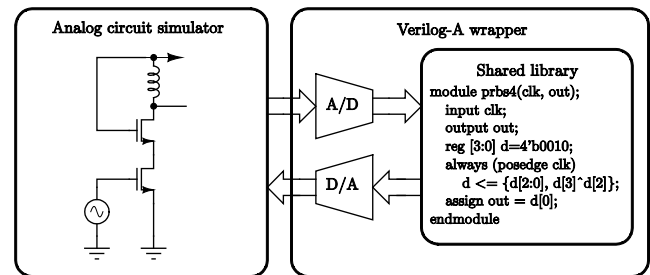 Analog circuit simulator
Verilog-A wrapper
A/D
D/A
Shared library
module prbs4(clk, out);
input clk;
output out;
reg [3:0] d=4'b0010;
always (posedge clk)
d <= {d[2:0], d[3]^d[2]};
assign out = d[0];
endmodule